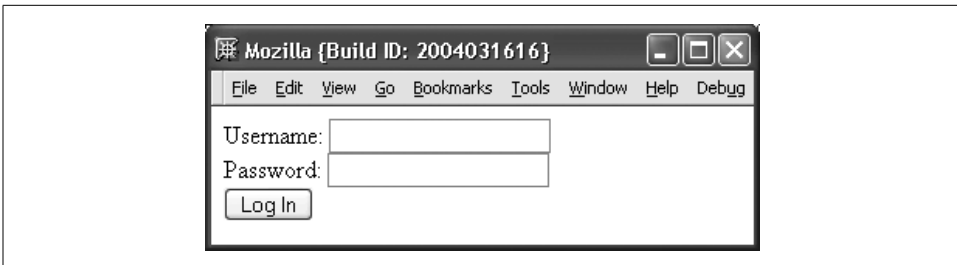 Mozilla {Build ID: 2004031616}
File Edit View Go Bookmarks Tools Window Help Debug
Username:
Password:
Log In